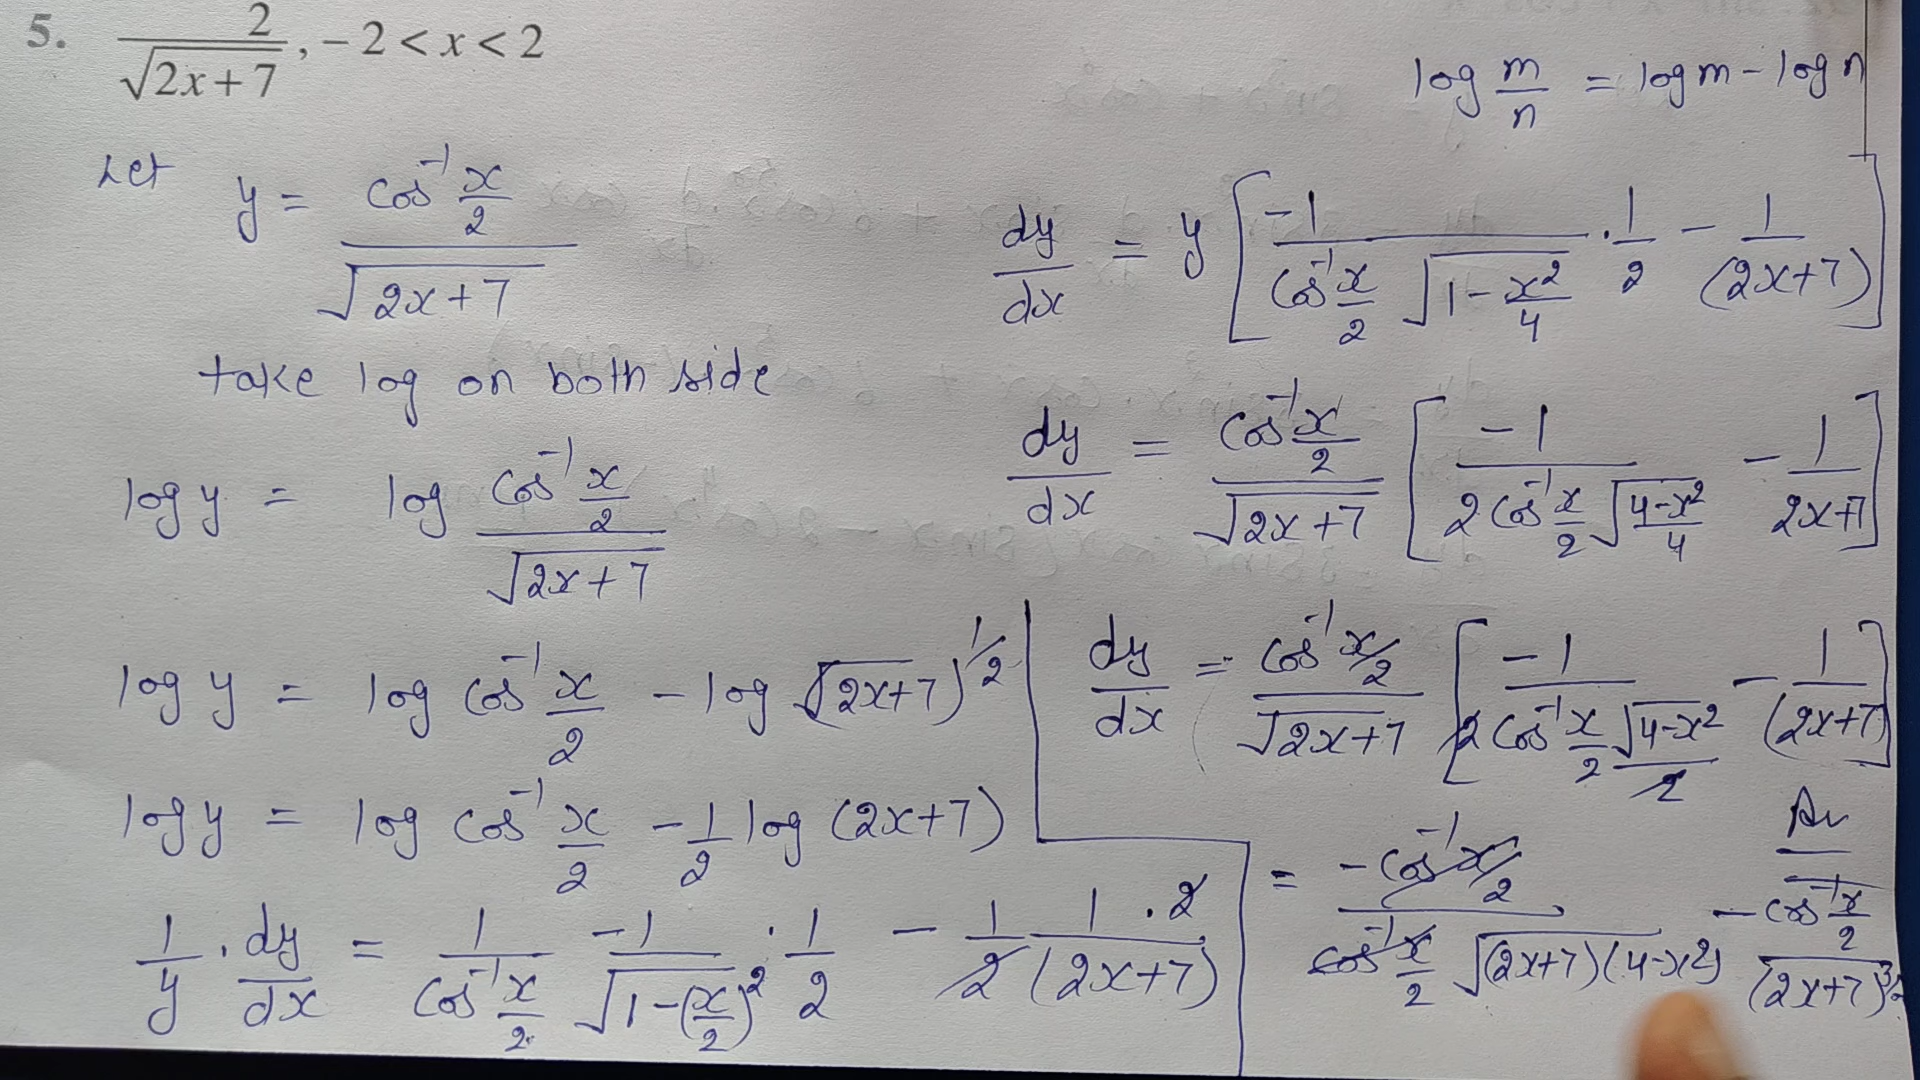 5. 2/√(2x+7), −2 < x < 2
Let y = (cos⁻¹ x/2)/√(2x+7)
take log on both side
log y = log (cos⁻¹ x/2)/√(2x+7)
log y = log cos⁻¹ x/2 − log √(2x+7)^(1/2)
log y = log cos⁻¹ x/2 − 1/2 log (2x+7)
1/y · dy/dx = 1/(cos⁻¹ x/2) −1/√(1−(x/2)²) · 1/2 − 1/2 1·2/(2x+7)
log m/n = log m − log n
dy/dx = y [−1/(cos⁻¹ x/2 √(1−x²/4)) · 1/2 − 1/(2x+7)]
dy/dx = (cos⁻¹ x/2)/√(2x+7) [−1/(2 cos⁻¹ x/2 √((4−x²)/4)) − 1/(2x+7)]
dy/dx = (cos⁻¹ x/2)/√(2x+7) [−1/(2 cos⁻¹ x/2 √(4−x²)/2) − 1/(2x+7)]
= (−cos⁻¹ x/2)/(cos⁻¹ x/2 √((2x+7)(4−x²))) − (cos⁻¹ x/2)/(2x+7)^(3/2)